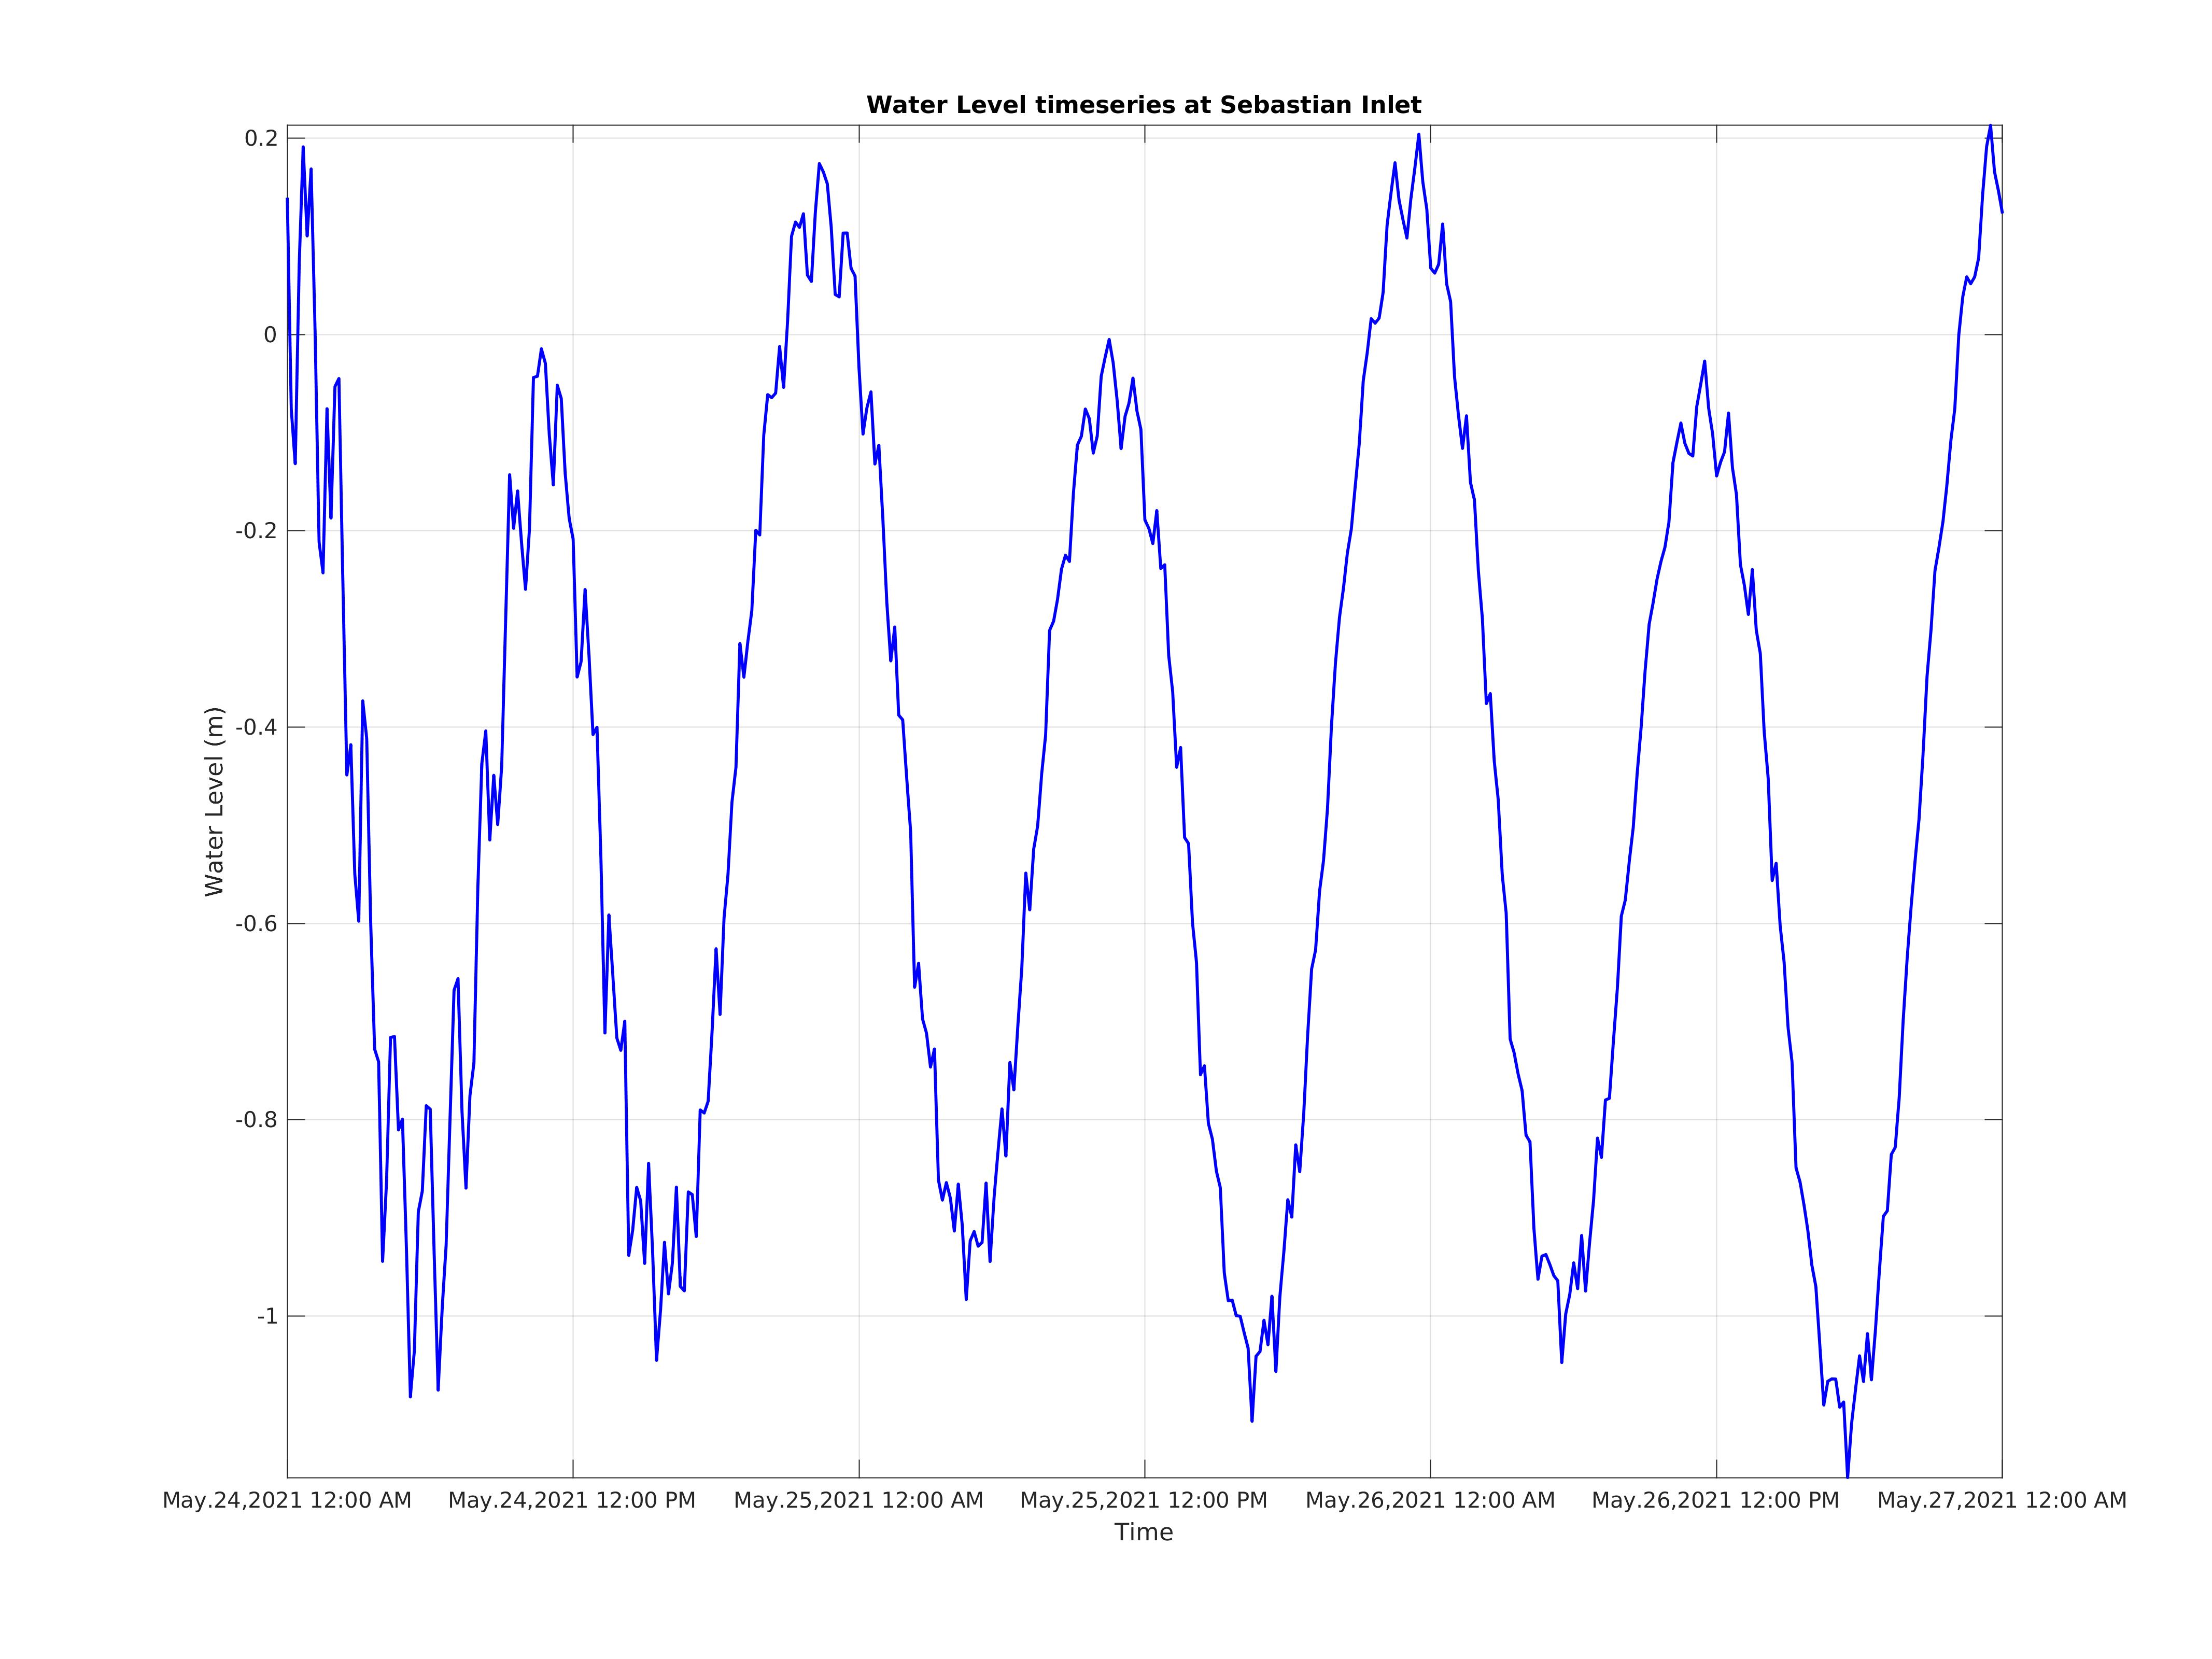 Water Level timeseries at Sebastian Inlet
0.2
0
-0.2
-0.4
-0.6
-0.8
-1
Water Level (m)
May.24,2021 12:00 AM
May.24,2021 12:00 PM
May.25,2021 12:00 AM
May.25,2021 12:00 PM
May.26,2021 12:00 AM
May.26,2021 12:00 PM
May.27,2021 12:00 AM
Time